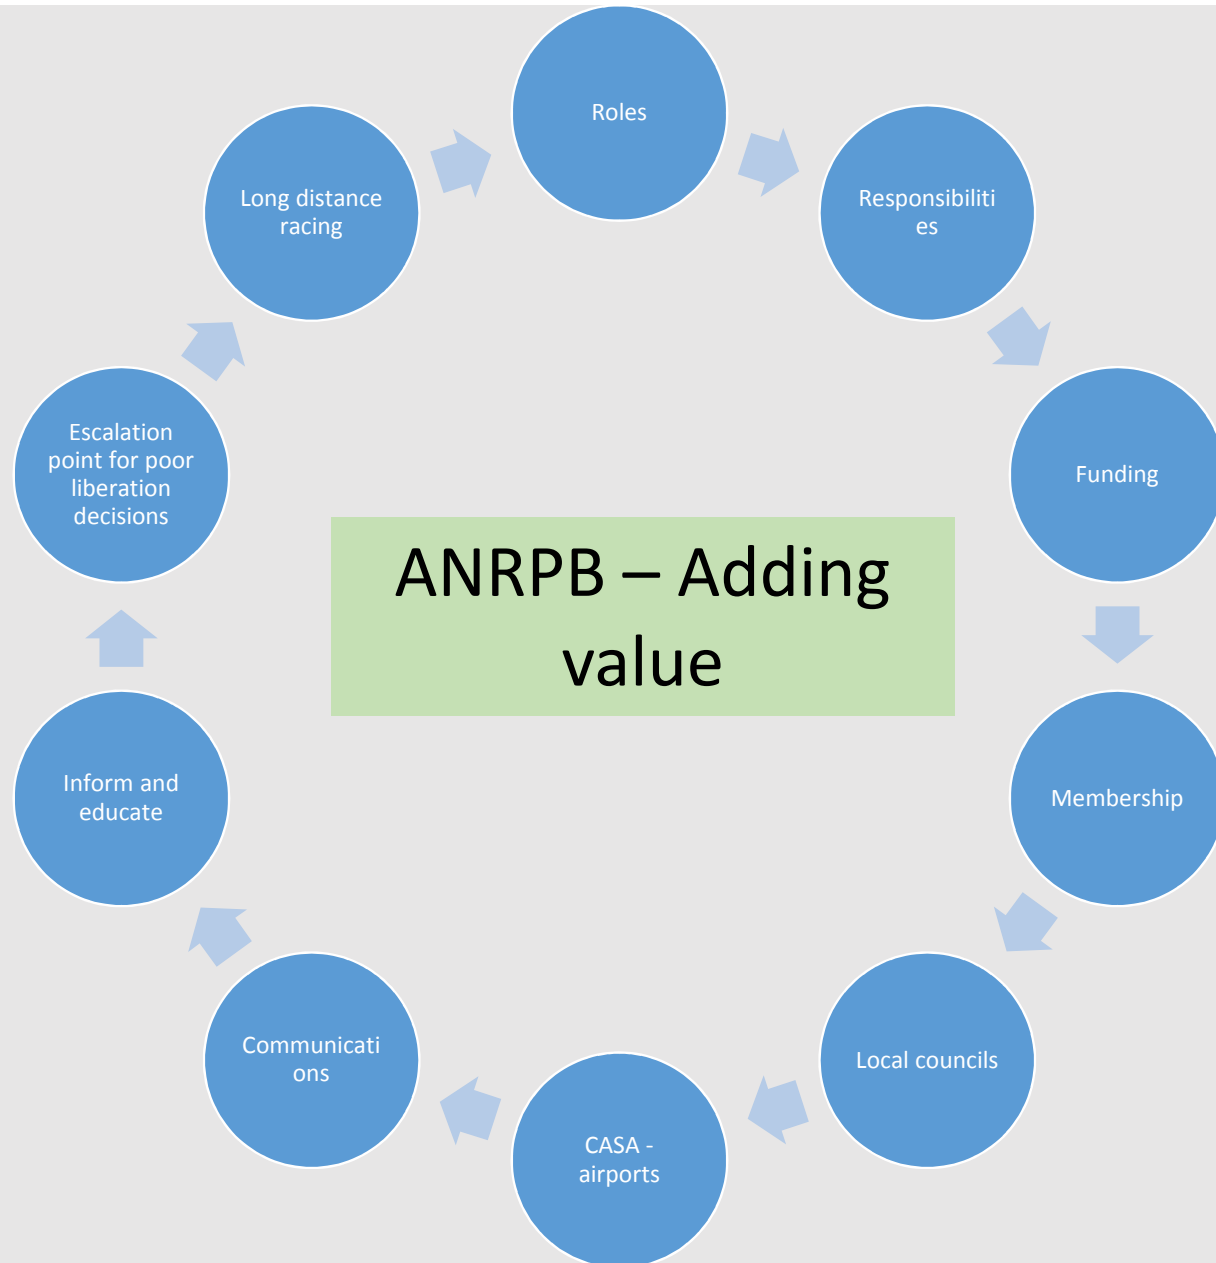 Roles
Responsibiliti
es
Funding
Membership
Local councils
CASA -
airports
Communicati
ons
Inform and
educate
Escalation
point for poor
liberation
decisions
Long distance
racing
ANRPB – Adding
value